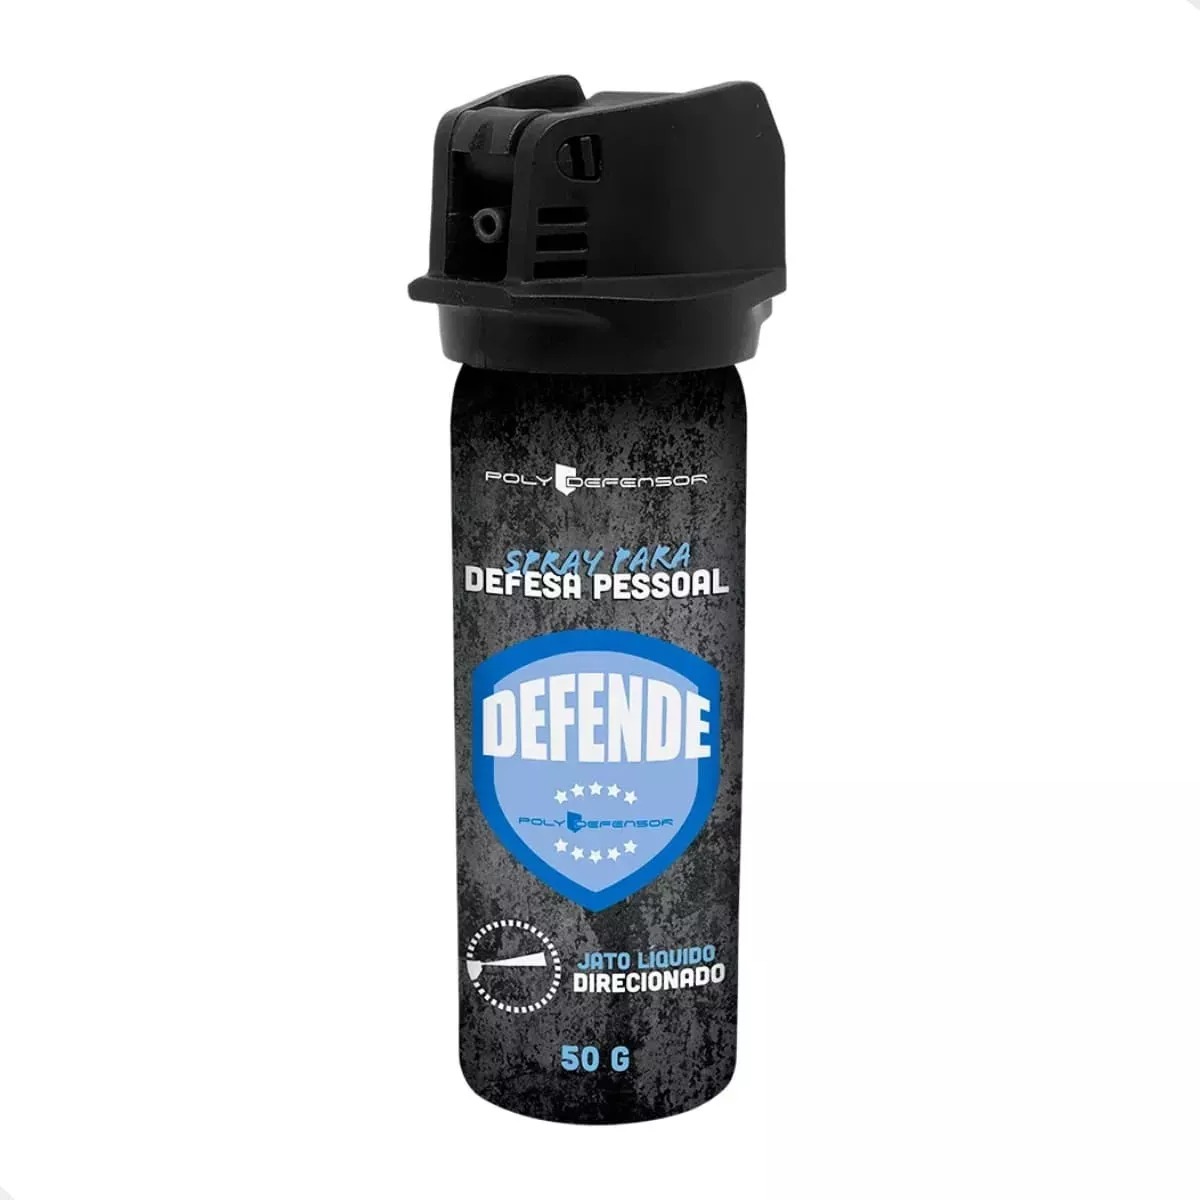 POLY DEFENSOR
SPRAY PARA
DEFESA PESSOAL
DEFENDE
POLY DEFENSOR
JATO LÍQUIDO
DIRECIONADO
50 G